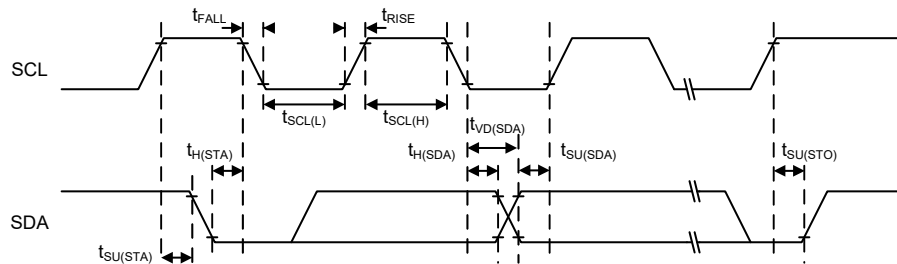 tFALL
tRISE
SCL
tSCL(L)
tSCL(H)
tVD(SDA)
tH(STA)
tH(SDA)
tSU(SDA)
tSU(STO)
SDA
tSU(STA)